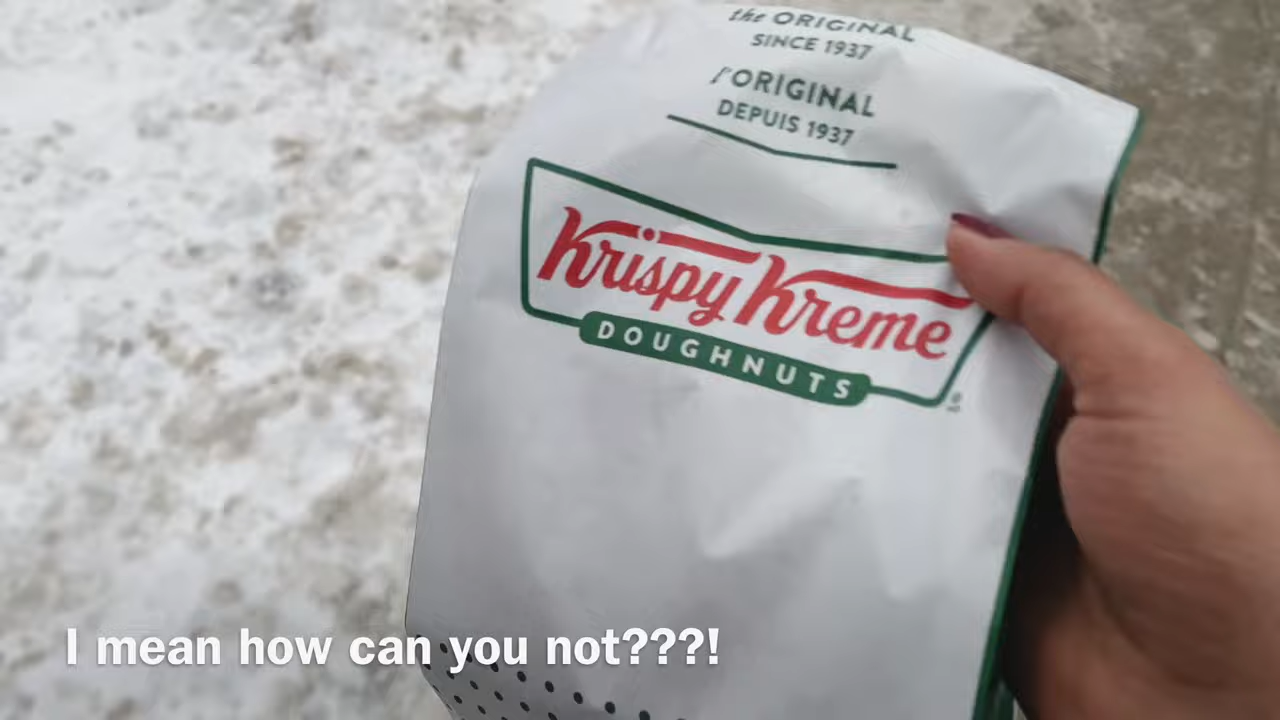 the ORIGINAL
SINCE 1937
l'ORIGINAL
DEPUIS 1937
Krispy Kreme
DOUGHNUTS
®
I mean how can you not???!